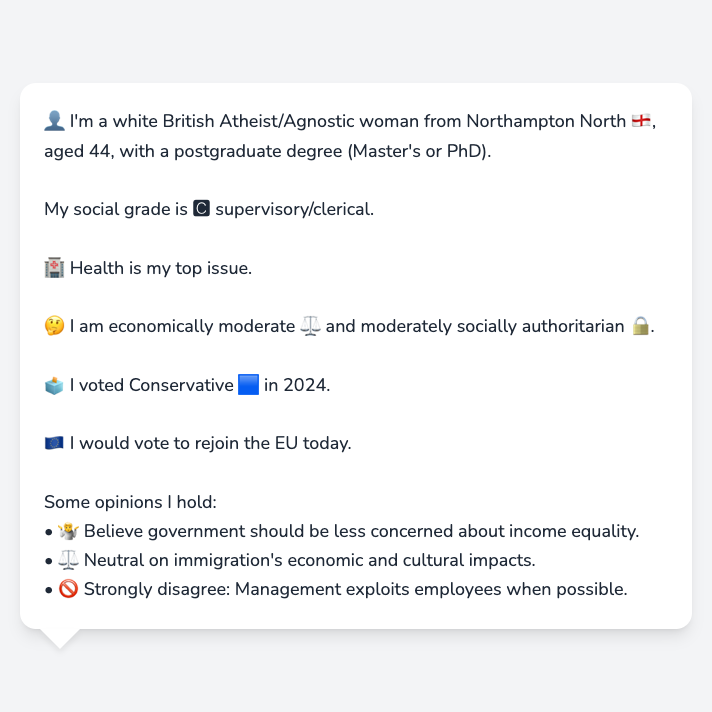 👤 I'm a white British Atheist/Agnostic woman from Northampton North 🏴󠁧󠁢󠁥󠁮󠁧󠁿,
aged 44, with a postgraduate degree (Master's or PhD).
My social grade is 🅲 supervisory/clerical.
🏥 Health is my top issue.
🤔 I am economically moderate ⚖️ and moderately socially authoritarian 🔒.
🗳️ I voted Conservative 🟦 in 2024.
🇪🇺 I would vote to rejoin the EU today.
Some opinions I hold:
• 🤷 Believe government should be less concerned about income equality.
• ⚖️ Neutral on immigration's economic and cultural impacts.
• 🚫 Strongly disagree: Management exploits employees when possible.